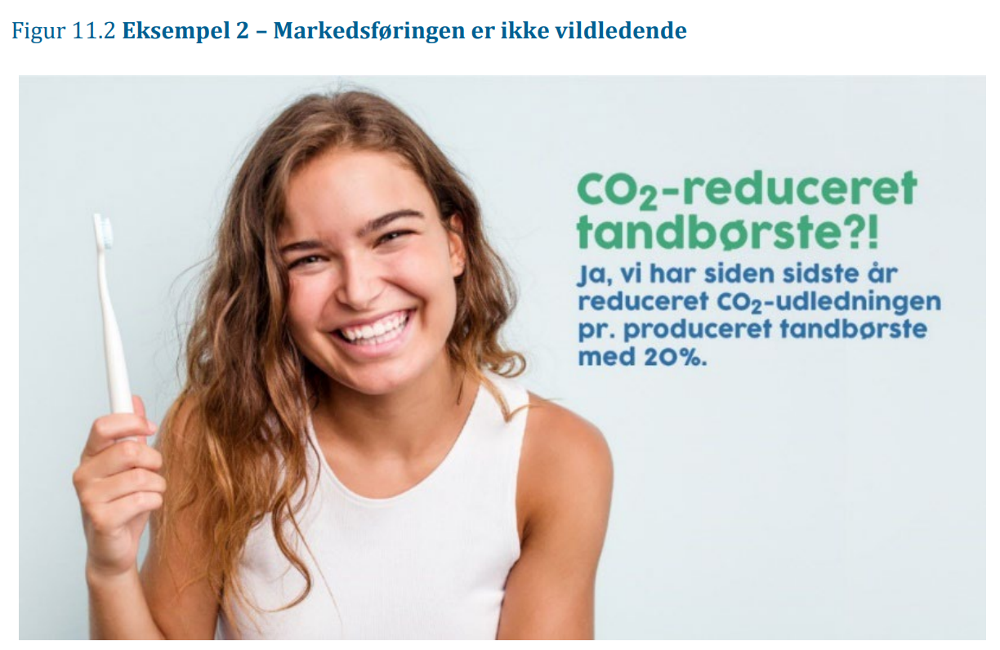 Figur 11.2 Eksempel 2 – Markedsføringen er ikke vildledende
CO₂-reduceret
tandbørste?!
Ja, vi har siden sidste år
reduceret CO₂-udledningen
pr. produceret tandbørste
med 20%.